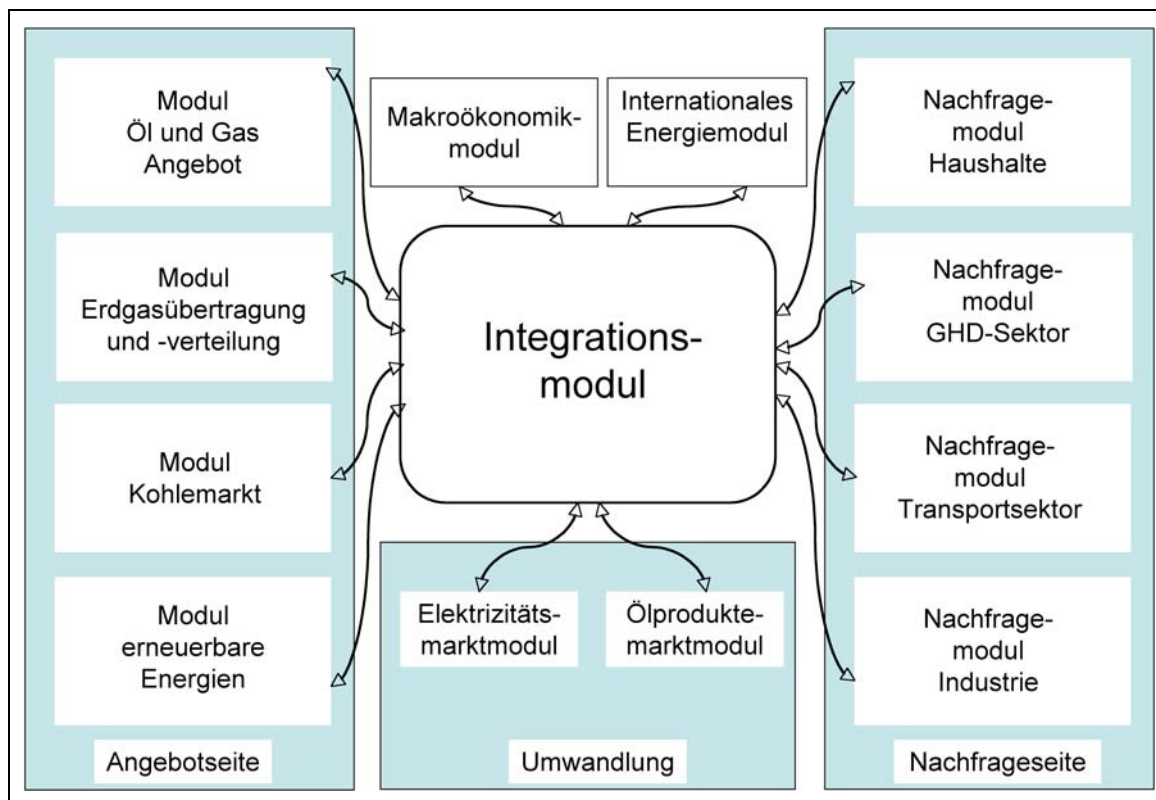 Modul
Öl und Gas
Angebot
Modul
Erdgasübertragung
und -verteilung
Modul
Kohlemarkt
Modul
erneuerbare
Energien
Angebotseite
Makroökonomik-
modul
Internationales
Energiemodul
Integrations-
modul
Elektrizitäts-
marktmodul
Ölprodukte-
marktmodul
Umwandlung
Nachfrage-
modul
Haushalte
Nachfrage-
modul
GHD-Sektor
Nachfrage-
modul
Transportsektor
Nachfrage-
modul
Industrie
Nachfrageseite